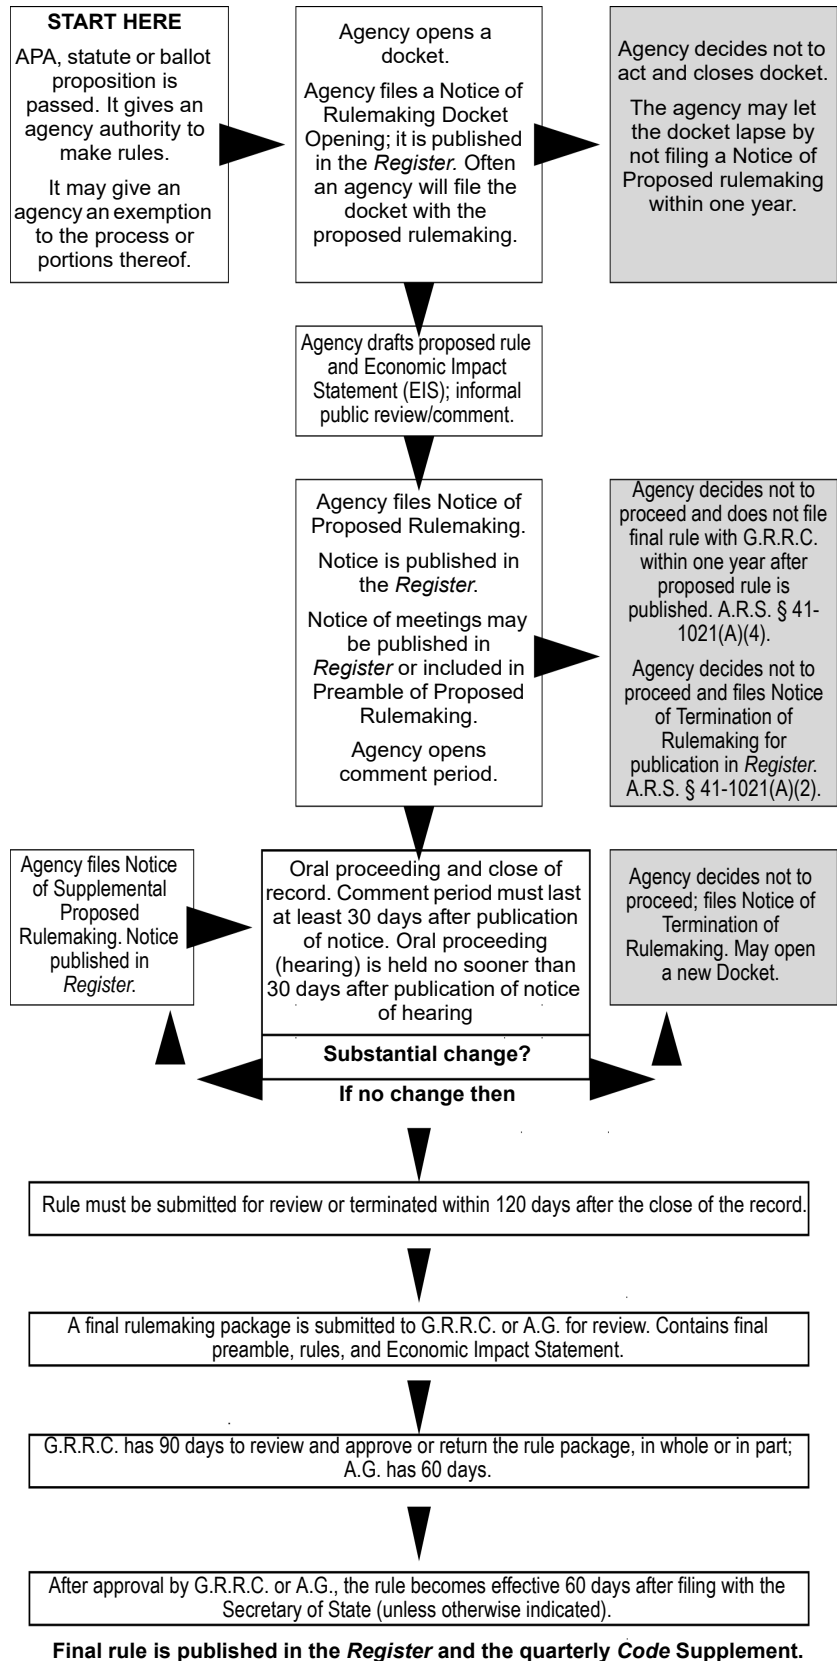 START HERE
APA, statute or ballot
proposition is
passed. It gives an
agency authority to
make rules.
It may give an
agency an exemption
to the process or
portions thereof.
Agency opens a
docket.
Agency files a Notice of
Rulemaking Docket
Opening; it is published
in the Register. Often
an agency will file the
docket with the
proposed rulemaking.
Agency decides not to
act and closes docket.
The agency may let
the docket lapse by
not filing a Notice of
Proposed rulemaking
within one year.
Agency drafts proposed rule
and Economic Impact
Statement (EIS); informal
public review/comment.
Agency files Notice of
Proposed Rulemaking.
Notice is published in
the Register.
Notice of meetings may
be published in
Register or included in
Preamble of Proposed
Rulemaking.
Agency opens
comment period.
Agency decides not to
proceed and does not file
final rule with G.R.R.C.
within one year after
proposed rule is
published. A.R.S. § 41-
1021(A)(4).
Agency decides not to
proceed and files Notice
of Termination of
Rulemaking for
publication in Register.
A.R.S. § 41-1021(A)(2).
Agency files Notice
of Supplemental
Proposed
Rulemaking. Notice
published in
Register.
Oral proceeding and close of
record. Comment period must last
at least 30 days after publication
of notice. Oral proceeding
(hearing) is held no sooner than
30 days after publication of notice
of hearing
Agency decides not to
proceed; files Notice of
Termination of
Rulemaking. May open
a new Docket.
Substantial change?
If no change then
Rule must be submitted for review or terminated within 120 days after the close of the record.
A final rulemaking package is submitted to G.R.R.C. or A.G. for review. Contains final
preamble, rules, and Economic Impact Statement.
G.R.R.C. has 90 days to review and approve or return the rule package, in whole or in part;
A.G. has 60 days.
After approval by G.R.R.C. or A.G., the rule becomes effective 60 days after filing with the
Secretary of State (unless otherwise indicated).
Final rule is published in the Register and the quarterly Code Supplement.